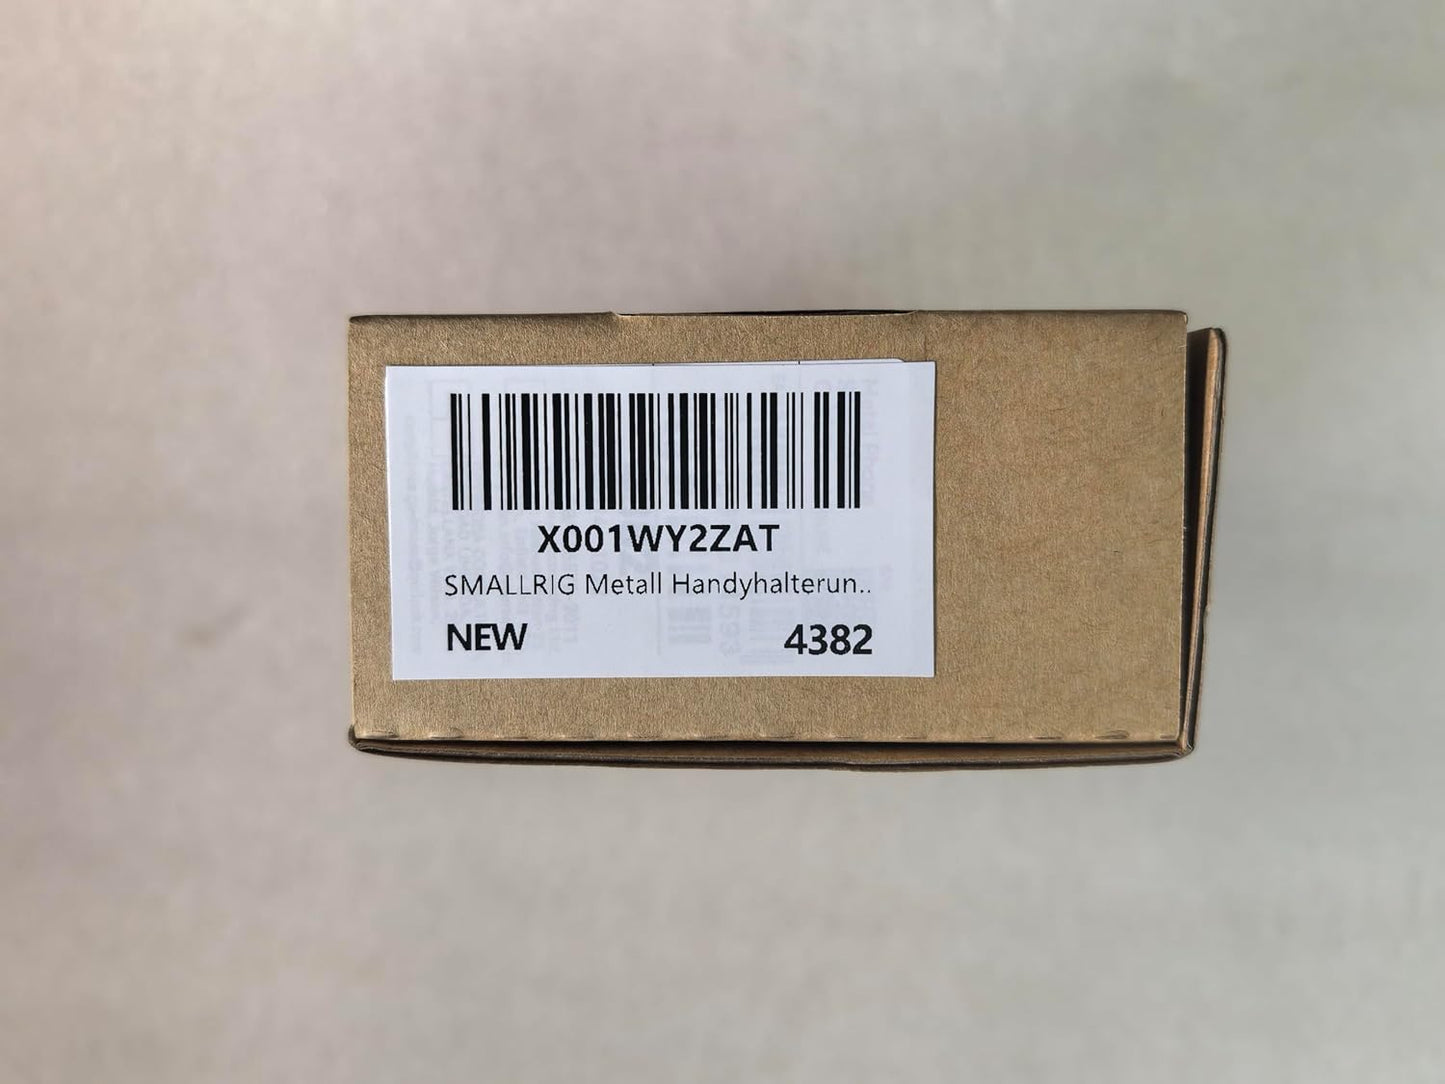 X001WY2ZAT
SMALLRIG Metall Handyhalterun..
NEW
4382